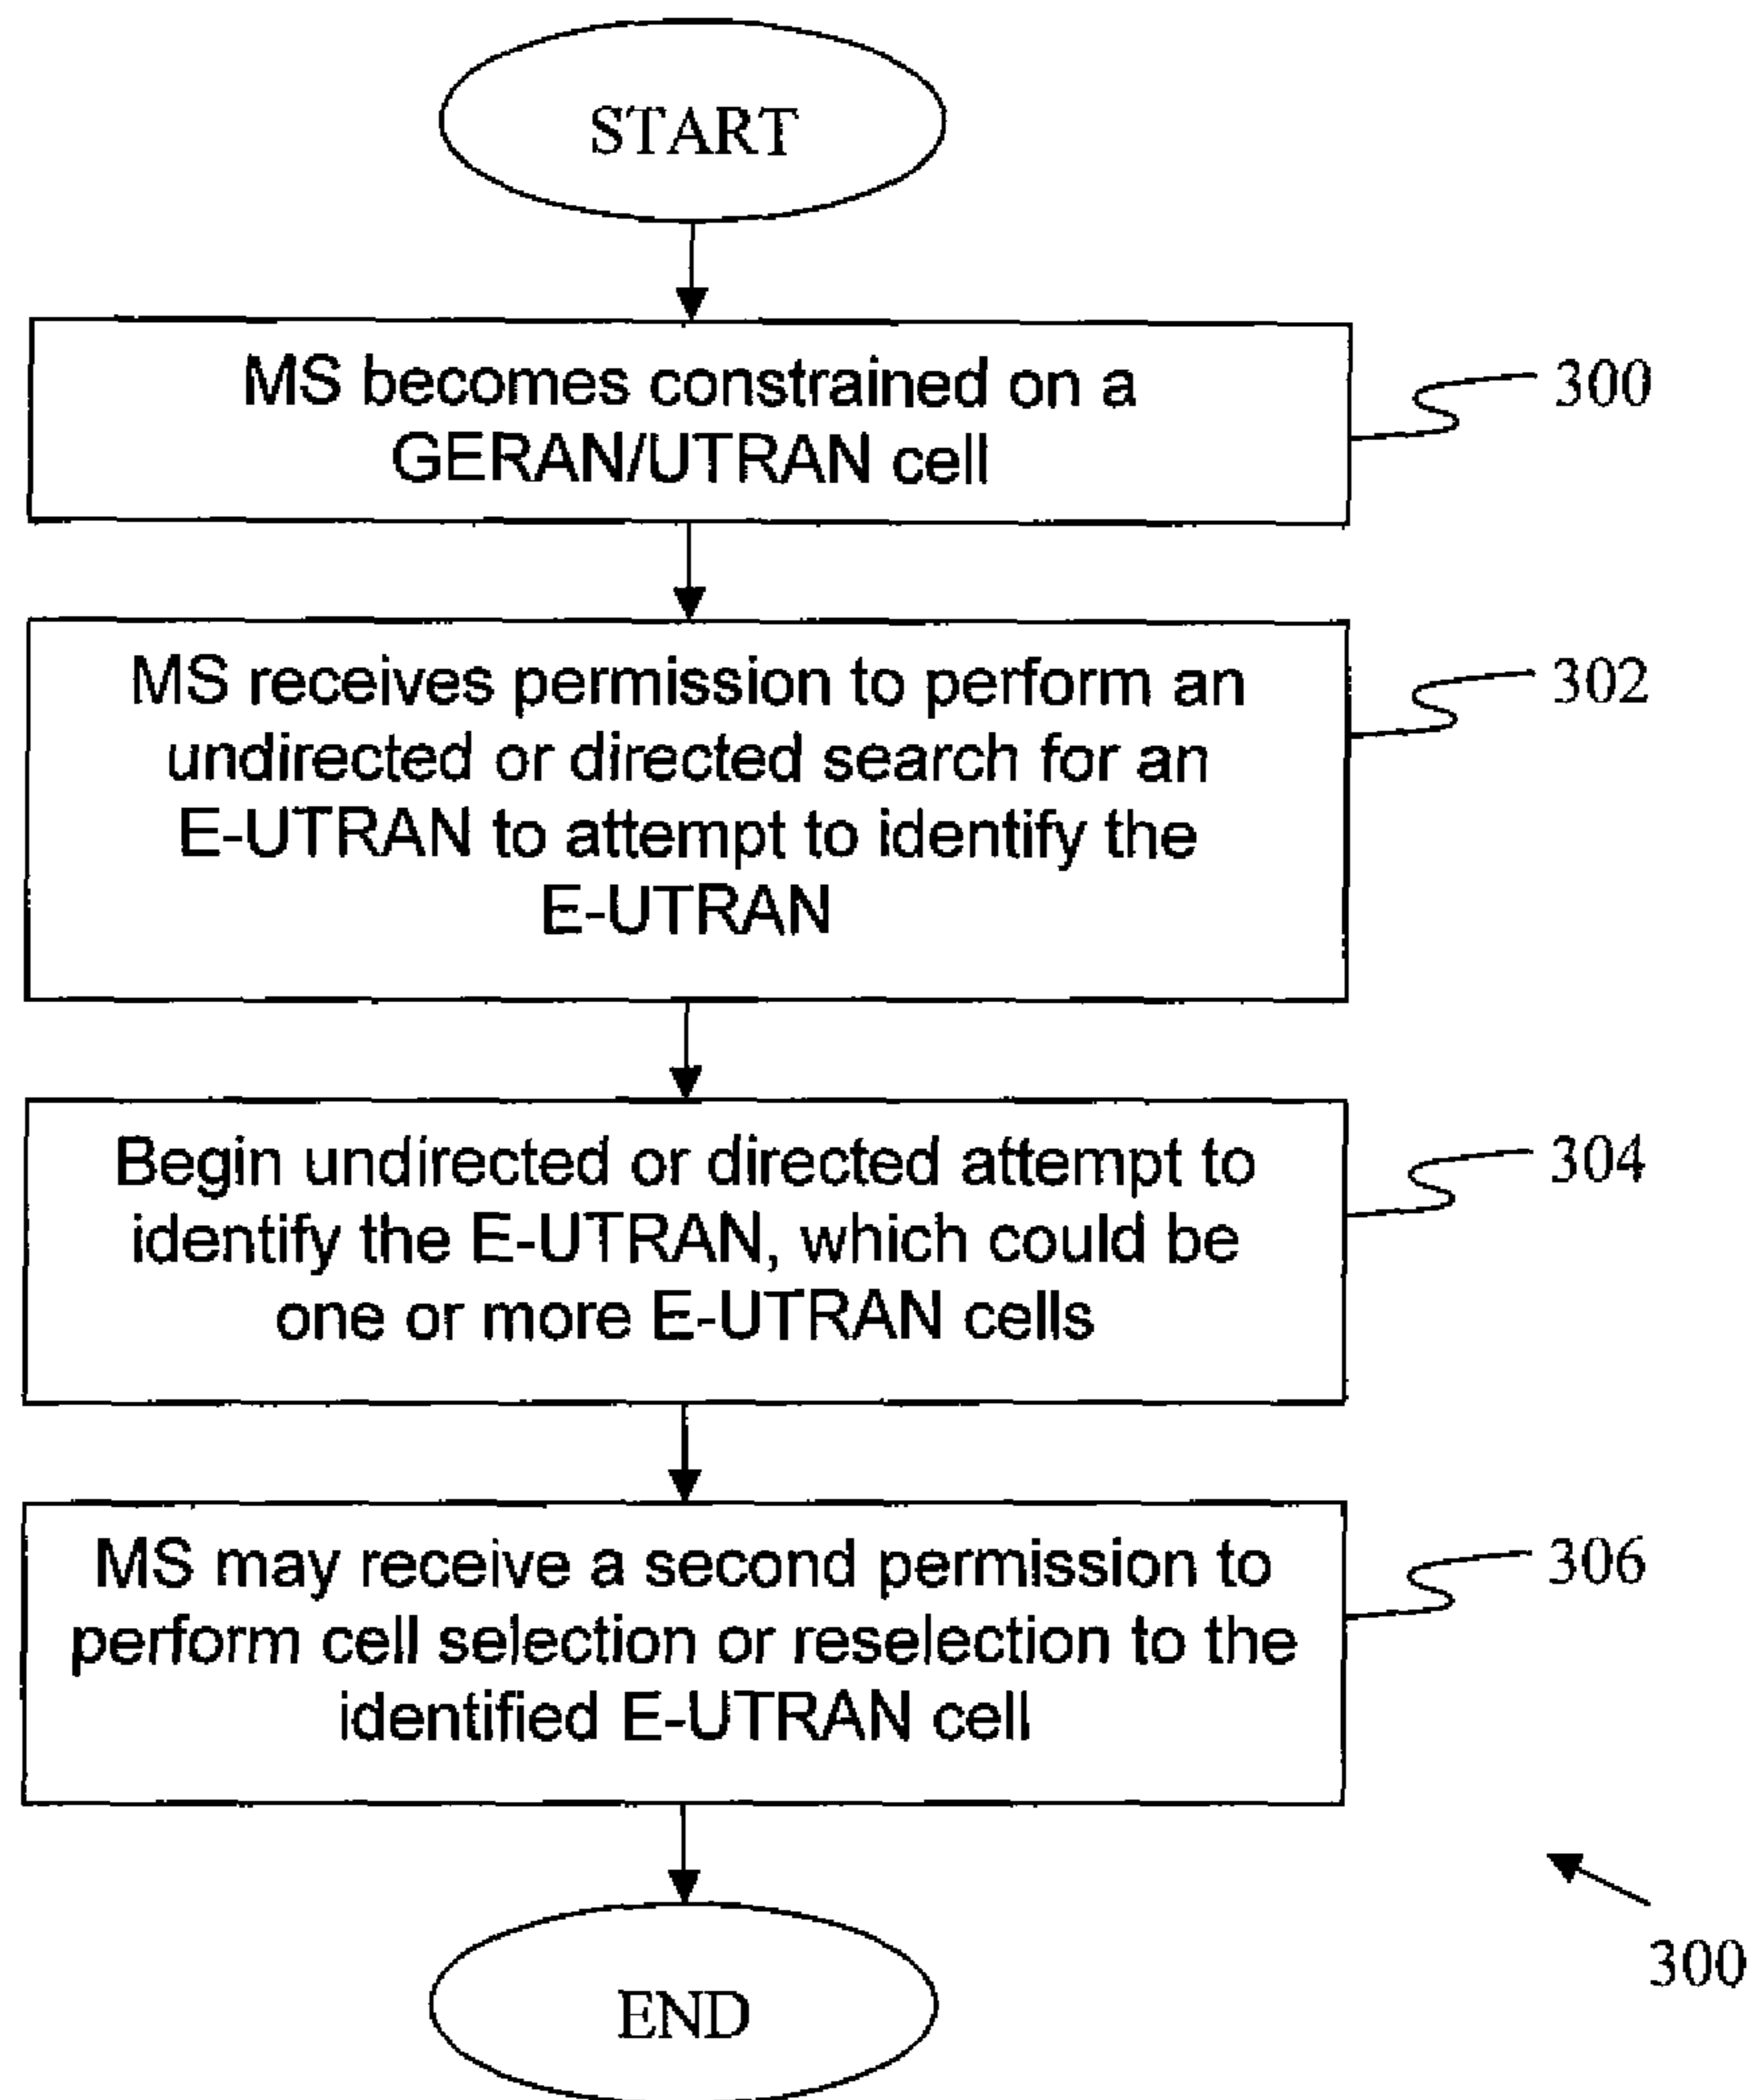 START
MS becomes constrained on a
GERAN/UTRAN cell
300
MS receives permission to perform an
undirected or directed search for an
E-UTRAN to attempt to identify the
E-UTRAN
302
Begin undirected or directed attempt to
identify the E-UTRAN, which could be
one or more E-UTRAN cells
304
MS may receive a second permission to
perform cell selection or reselection to the
identified E-UTRAN cell
306
300
END